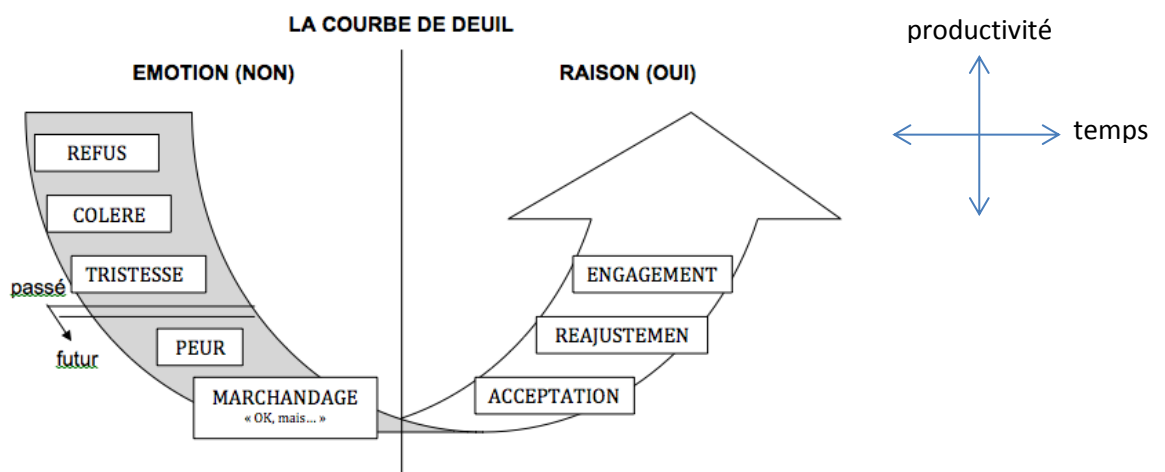 LA COURBE DE DEUIL
EMOTION (NON)
RAISON (OUI)
productivité
temps
REFUS
COLERE
TRISTESSE
passé
futur
PEUR
MARCHANDAGE
« OK, mais... »
ENGAGEMENT
REAJUSTEMEN
ACCEPTATION